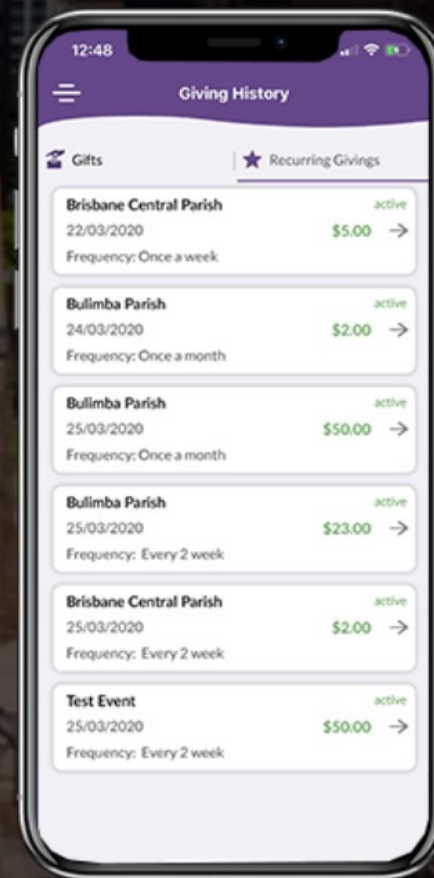 12:48
Giving History
Gifts
Recurring Givings
Brisbane Central Parish
active
22/03/2020
$5.00
Frequency: Once a week
Bulimba Parish
active
24/03/2020
$2.00
Frequency: Once a month
Bulimba Parish
active
25/03/2020
$50.00
Frequency: Once a month
Bulimba Parish
active
25/03/2020
$23.00
Frequency: Every 2 week
Brisbane Central Parish
active
25/03/2020
$2.00
Frequency: Every 2 week
Test Event
active
25/03/2020
$50.00
Frequency: Every 2 week